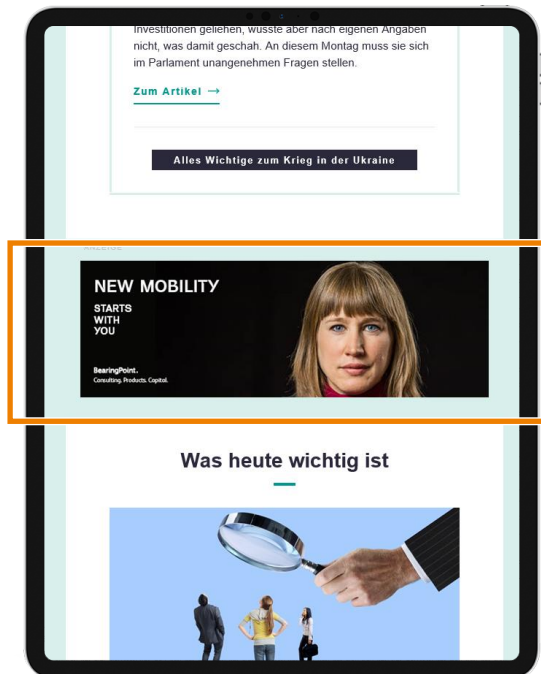 Investitionen geliehen, wusste aber nach eigenen Angaben
nicht, was damit geschah. An diesem Montag muss sie sich
im Parlament unangenehmen Fragen stellen.
Zum Artikel →
Alles Wichtige zum Krieg in der Ukraine
ANZEIGE
NEW MOBILITY
STARTS
WITH
YOU
BearingPoint.
Consulting. Products. Capital.
Was heute wichtig ist